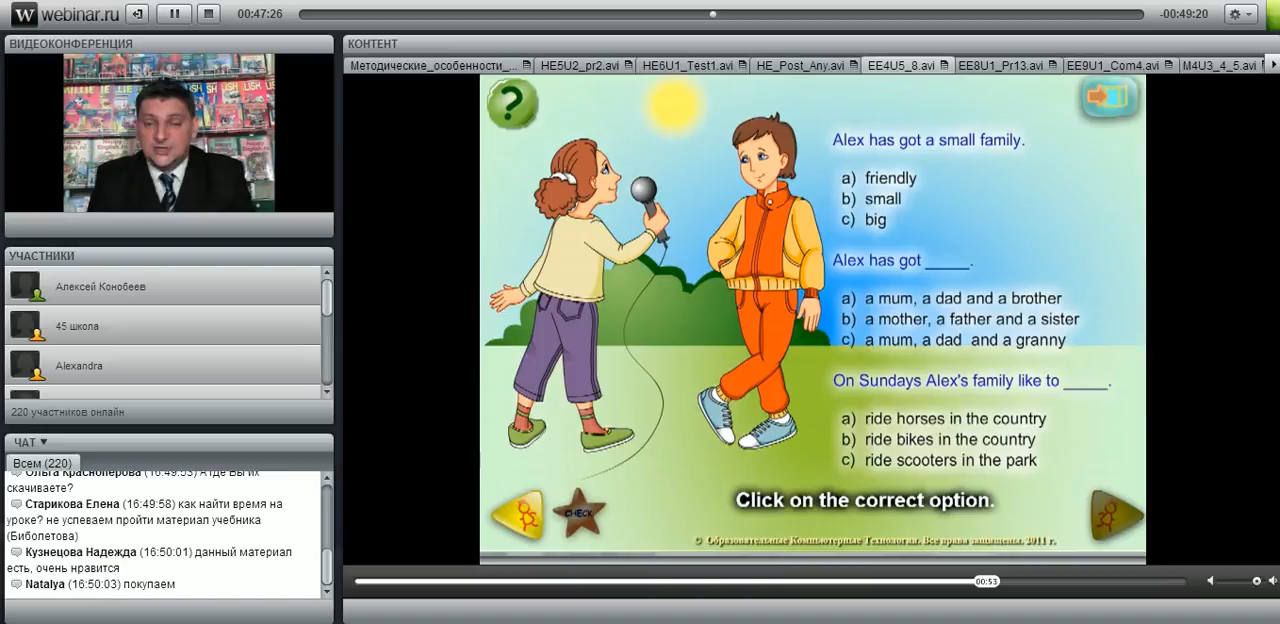 webinar.ru
00:47:26
-00:49:20
ВИДЕОКОНФЕРЕНЦИЯ
УЧАСТНИКИ
Алексей Конобеев
45 школа
Alexandra
220 участников онлайн
ЧАТ
Всем (220)
Ольга Красноперова (16:49:53) А где Вы их
скачиваете?
Старикова Елена (16:49:58) как найти время на
уроке? не успеваем пройти материал учебника
(Биболетова)
Кузнецова Надежда (16:50:01) данный материал
есть, очень нравится
Natalya (16:50:03) покупаем
КОНТЕНТ
Методические_особенности_... HE5U2_pr2.avi HE6U1_Test1.avi HE_Post_Any.avi EE4U5_8.avi EE8U1_Pr13.avi EE9U1_Com4.avi M4U3_4_5.avi
?
Alex has got a small family.
a) friendly
b) small
c) big
Alex has got _____.
a) a mum, a dad and a brother
b) a mother, a father and a sister
c) a mum, a dad and a granny
On Sundays Alex's family like to _____.
a) ride horses in the country
b) ride bikes in the country
c) ride scooters in the park
Click on the correct option.
CHECK
© Образовательные Компьютерные Технологии. Все права защищены. 2011 г.
00:53